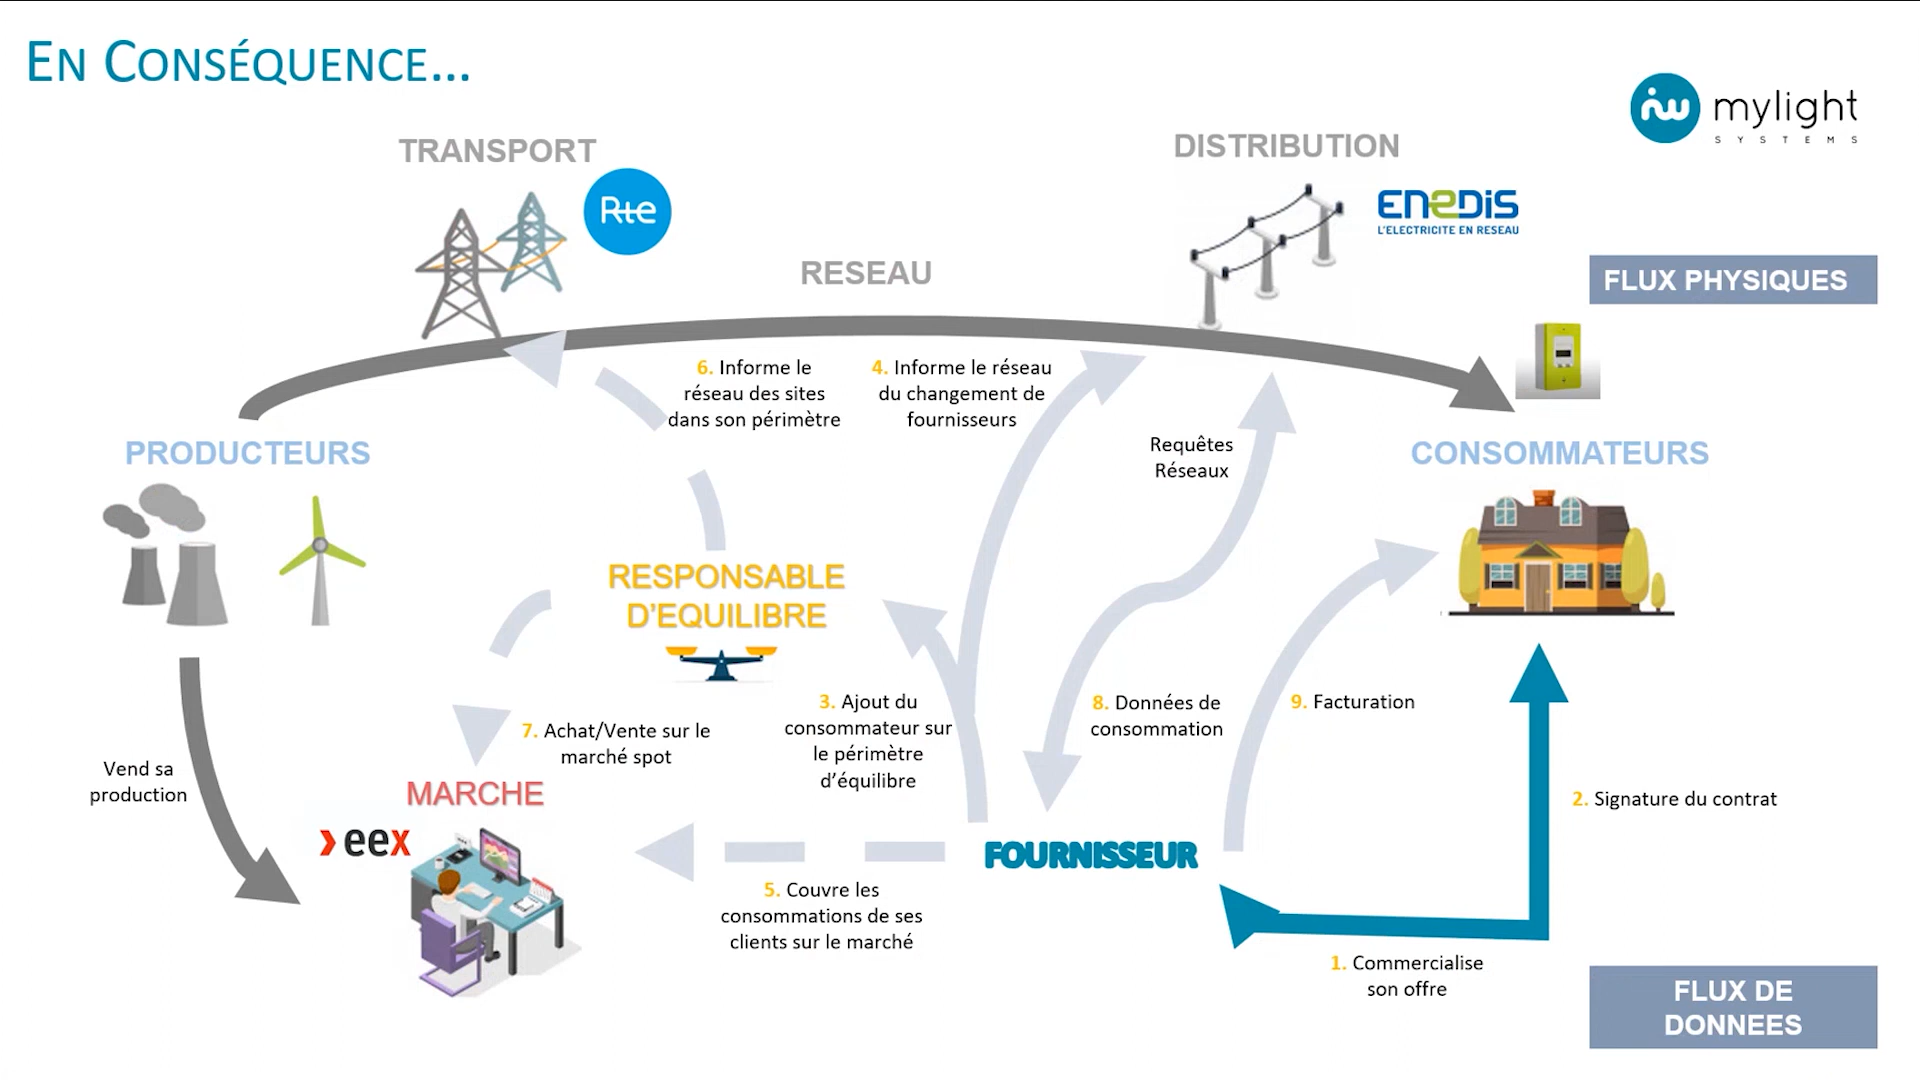 EN CONSÉQUENCE...
mylight
SYSTEMS
TRANSPORT
Rte
DISTRIBUTION
ENEDIS
L'ELECTRICITE EN RESEAU
RESEAU
FLUX PHYSIQUES
6. Informe le
réseau des sites
dans son périmètre
4. Informe le réseau
du changement de
fournisseurs
Requêtes
Réseaux
PRODUCTEURS
CONSOMMATEURS
RESPONSABLE
D'EQUILIBRE
3. Ajout du
consommateur sur
le périmètre
d'équilibre
8. Données de
consommation
9. Facturation
7. Achat/Vente sur le
marché spot
Vend sa
production
MARCHE
eex
2. Signature du contrat
FOURNISSEUR
5. Couvre les
consommations de ses
clients sur le marché
1. Commercialise
son offre
FLUX DE
DONNEES